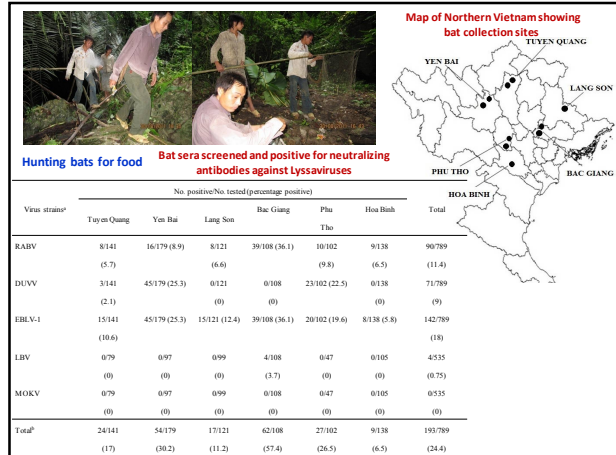 Map of Northern Vietnam showing
bat collection sites
TUYEN QUANG
YEN BAI
LANG SON
PHU THO
BAC GIANG
HOA BINH
Hunting bats for food
Bat sera screened and positive for neutralizing
antibodies against Lyssaviruses
No. positive/No. tested (percentage positive)
Virus strainsᵃ Tuyen Quang Yen Bai Lang Son Bac Giang Phu Tho Hoa Binh Total
RABV 8/141 16/179 (8.9) 8/121 39/108 (36.1) 10/102 9/138 90/789
(5.7) (6.6) (9.8) (6.5) (11.4)
DUVV 3/141 45/179 (25.3) 0/121 0/108 23/102 (22.5) 0/138 71/789
(2.1) (0) (0) (0) (9)
EBLV-1 15/141 45/179 (25.3) 15/121 (12.4) 39/108 (36.1) 20/102 (19.6) 8/138 (5.8) 142/789
(10.6) (18)
LBV 0/79 0/97 0/99 4/108 0/47 0/105 4/535
(0) (0) (0) (3.7) (0) (0) (0.75)
MOKV 0/79 0/97 0/99 0/108 0/47 0/105 0/535
(0) (0) (0) (0) (0) (0) (0)
Totalᵇ 24/141 54/179 17/121 62/108 27/102 9/138 193/789
(17) (30.2) (11.2) (57.4) (26.5) (6.5) (24.4)